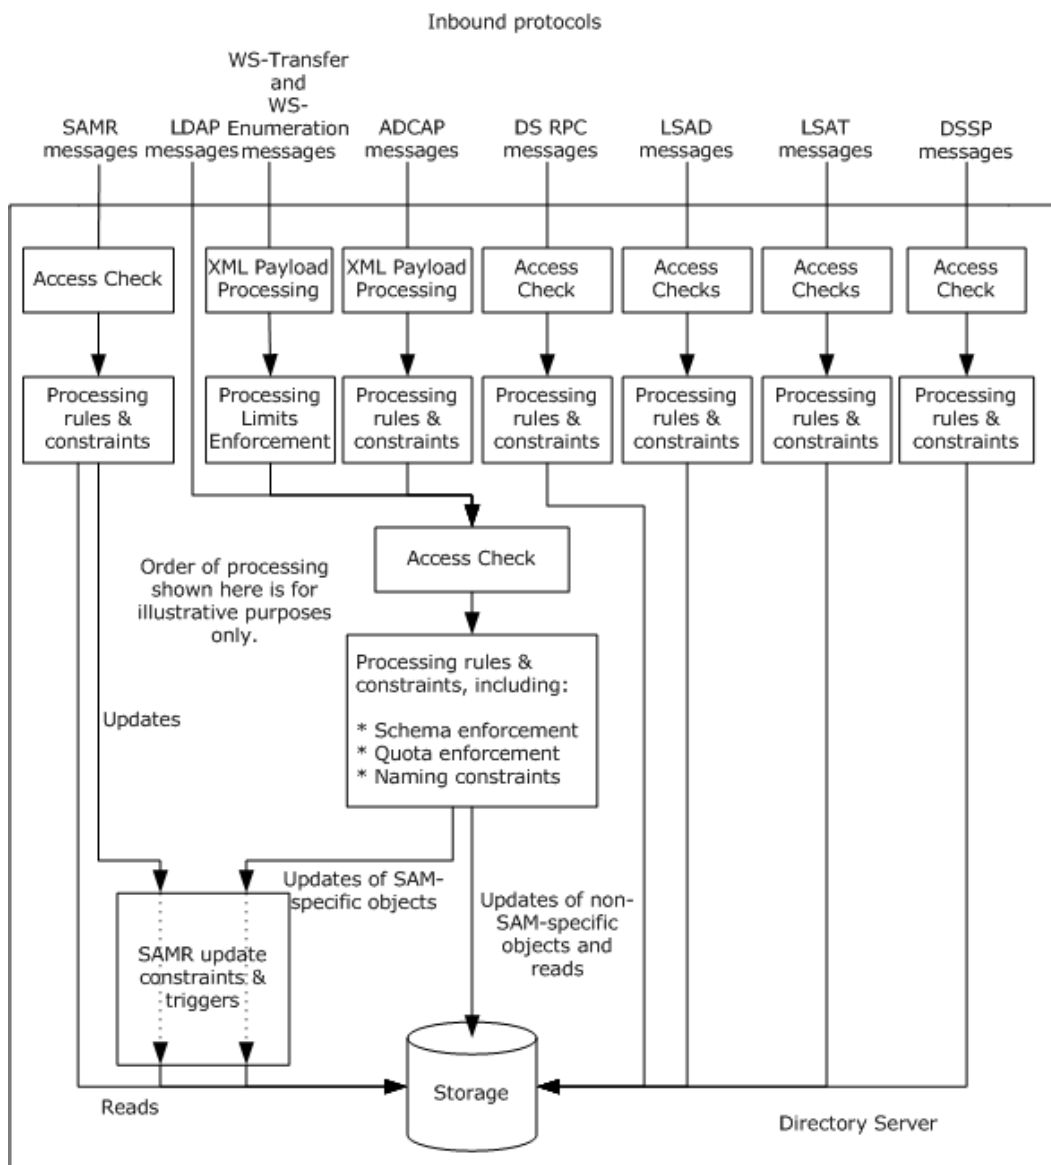 Inbound protocols
SAMR
messages
LDAP
messages
WS-Transfer
and
WS-
Enumeration
messages
ADCAP
messages
DS RPC
messages
LSAD
messages
LSAT
messages
DSSP
messages
Access Check
XML Payload
Processing
XML Payload
Processing
Access
Check
Access
Checks
Access
Checks
Access
Check
Processing
rules &
constraints
Processing
Limits
Enforcement
Processing
rules &
constraints
Processing
rules &
constraints
Processing
rules &
constraints
Processing
rules &
constraints
Processing
rules &
constraints
Access Check
Order of processing
shown here is for
illustrative purposes
only.
Processing rules &
constraints, including:
* Schema enforcement
* Quota enforcement
* Naming constraints
Updates
Updates of SAM-
specific objects
Updates of non-
SAM-specific
objects and
reads
SAMR update
constraints &
triggers
Storage
Reads
Directory Server